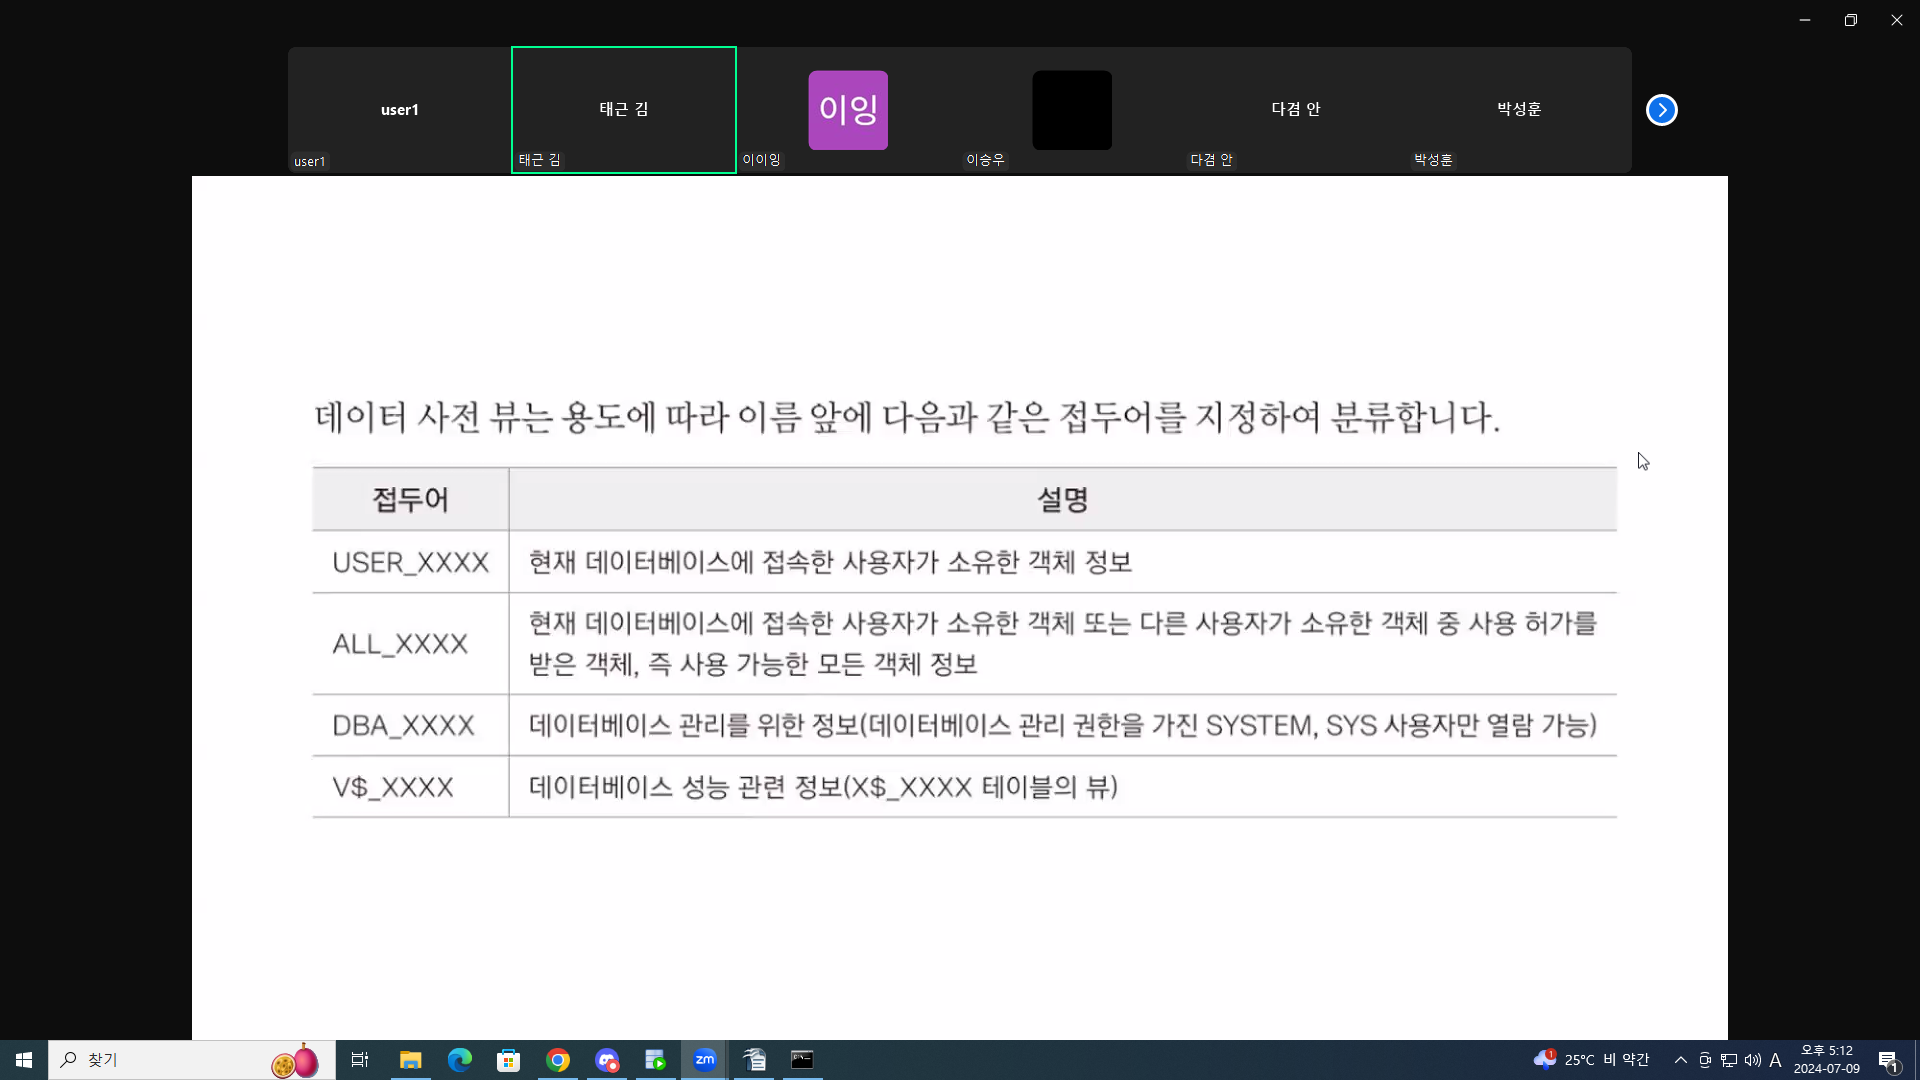 user1
태근 김
이잉
다겸 안
박성훈
user1
태근 김
이이잉
이승우
다겸 안
박성훈
데이터 사전 뷰는 용도에 따라 이름 앞에 다음과 같은 접두어를 지정하여 분류합니다.
접두어
설명
USER_XXXX
현재 데이터베이스에 접속한 사용자가 소유한 객체 정보
ALL_XXXX
현재 데이터베이스에 접속한 사용자가 소유한 객체 또는 다른 사용자가 소유한 객체 중 사용 허가를
받은 객체, 즉 사용 가능한 모든 객체 정보
DBA_XXXX
데이터베이스 관리를 위한 정보(데이터베이스 관리 권한을 가진 SYSTEM, SYS 사용자만 열람 가능)
V$_XXXX
데이터베이스 성능 관련 정보(X$_XXXX 테이블의 뷰)
찾기
zm
1
25°C 비 약간
A
오후 5:12
2024-07-09
1